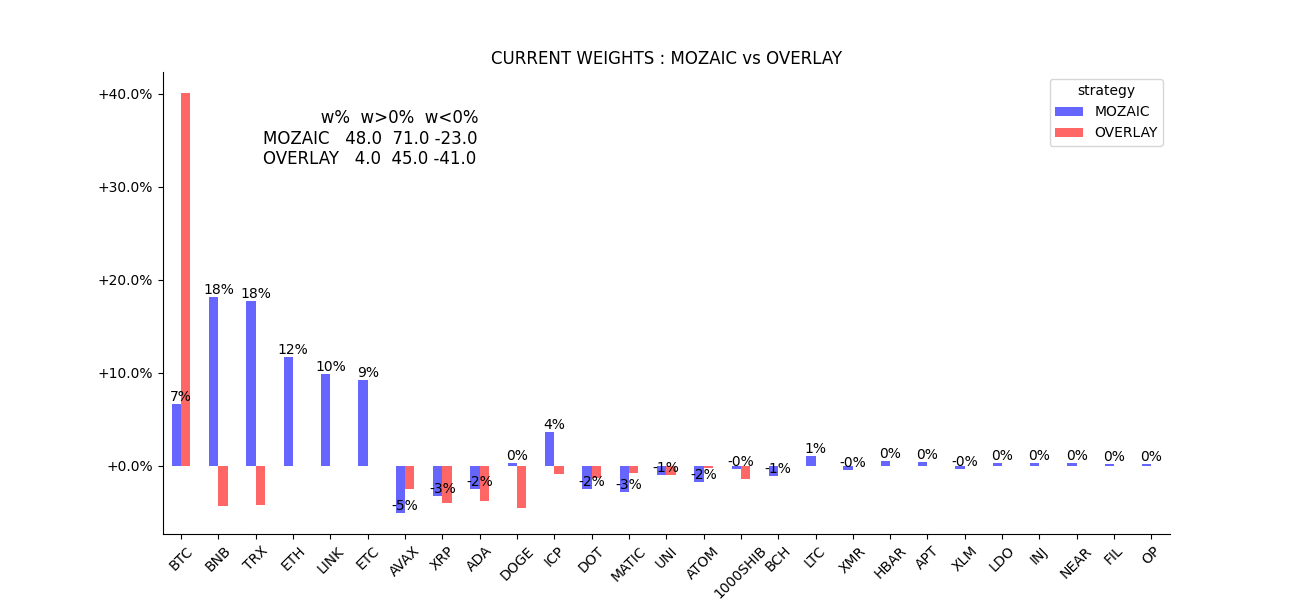 CURRENT WEIGHTS : MOZAIC vs OVERLAY
+40.0%
+30.0%
+20.0%
+10.0%
+0.0%
w% w>0% w<0%
MOZAIC 48.0 71.0 -23.0
OVERLAY 4.0 45.0 -41.0
strategy
MOZAIC
OVERLAY
7%
18%
18%
12%
10%
9%
-5%
-3%
-2%
0%
4%
-2%
-3%
-1%
-2%
-0%
-1%
1%
-0%
0%
0%
-0%
0%
0%
0%
0%
0%
BTC
BNB
TRX
ETH
LINK
ETC
AVAX
XRP
ADA
DOGE
ICP
DOT
MATIC
UNI
ATOM
1000SHIB
BCH
LTC
XMR
HBAR
APT
XLM
LDO
INJ
NEAR
FIL
OP